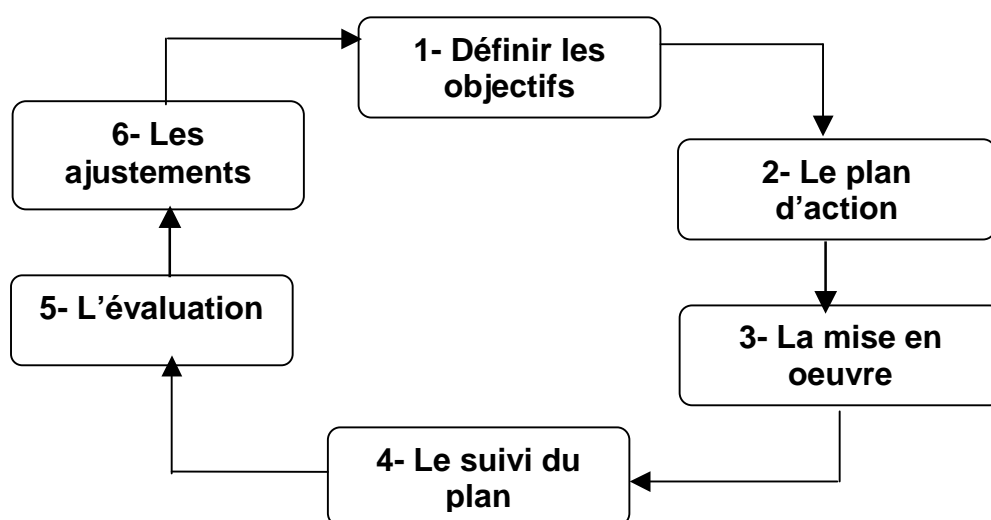 1- Définir les
objectifs
2- Le plan
d’action
3- La mise en
oeuvre
4- Le suivi du
plan
5- L’évaluation
6- Les
ajustements